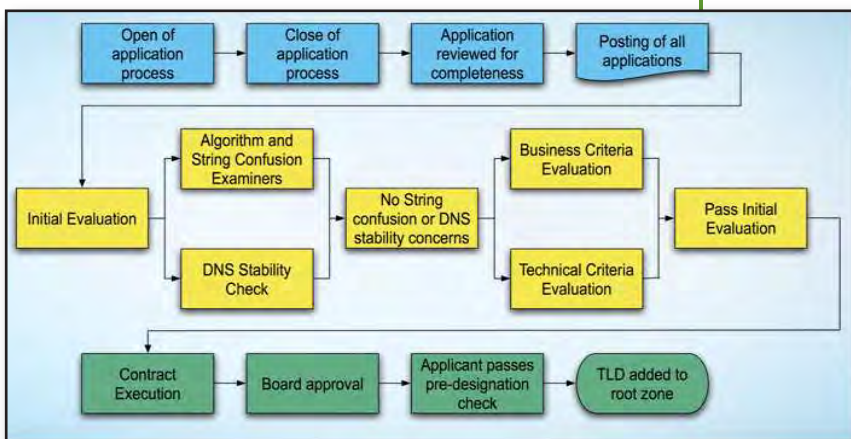 Open of
application
process
Close of
application
process
Application
reviewed for
completeness
Posting of all
applications
Algorithm and
String Confusion
Examiners
Business Criteria
Evaluation
Initial Evaluation
No String
confusion or DNS
stability concerns
Pass Initial
Evaluation
DNS Stability
Check
Technical Criteria
Evaluation
Contract
Execution
Board approval
Applicant passes
pre-designation
check
TLD added to
root zone